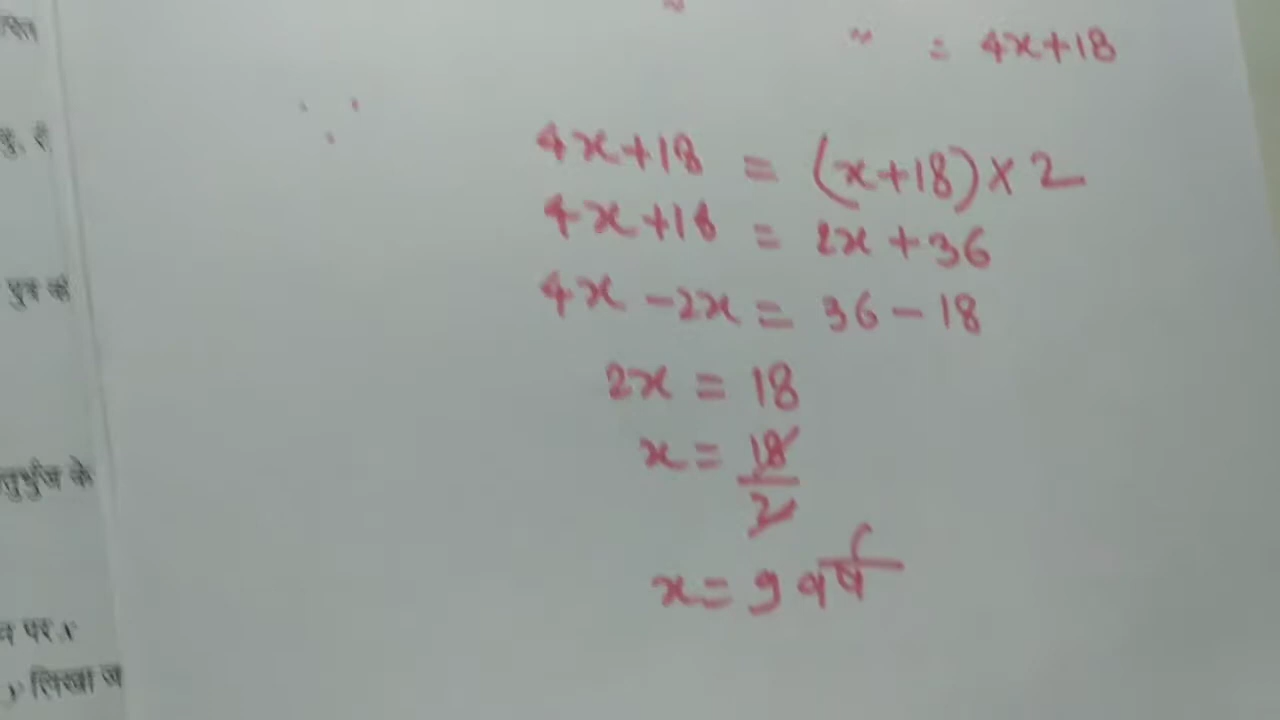 " = 4x+18
4x+18 = (x+18)×2
4x+18 = 2x+36
4x-2x = 36-18
2x = 18
x = 18/2
x = 9 वर्ष
पुत्र की
के
पर
लिखा